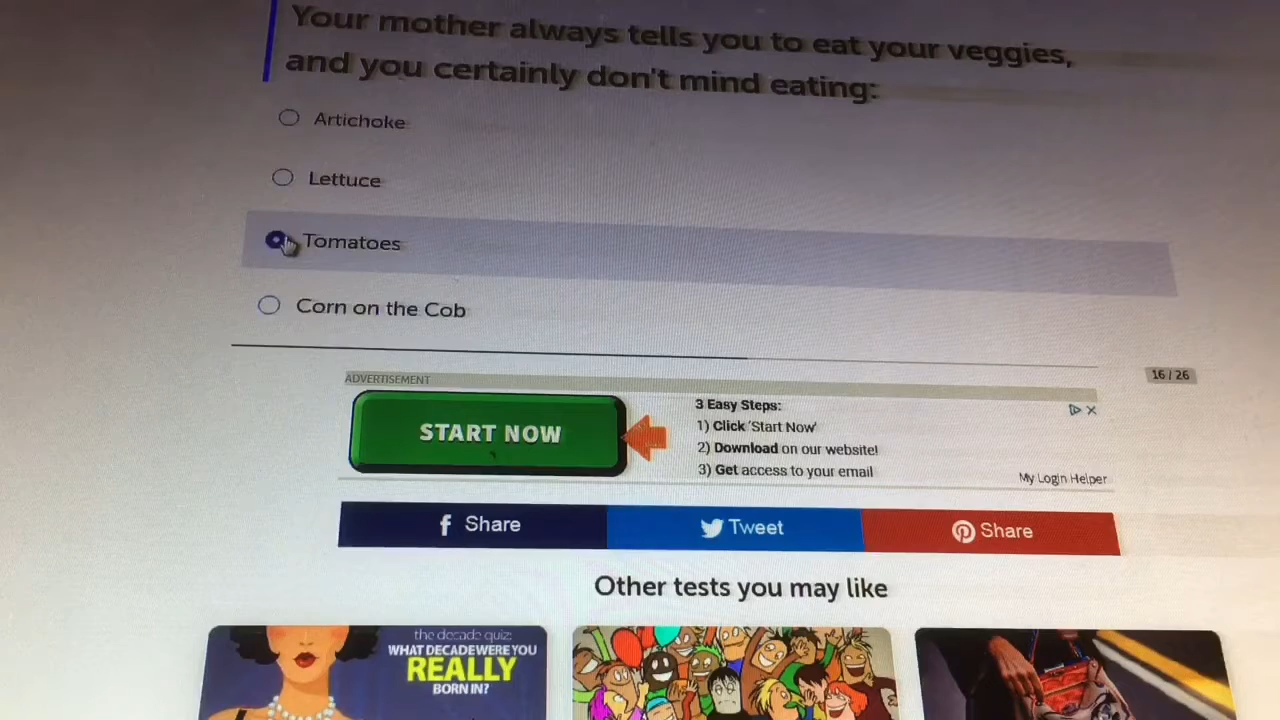 Your mother always tells you to eat your veggies,
and you certainly don't mind eating:
Artichoke
Lettuce
Tomatoes
Corn on the Cob
16 / 26
ADVERTISEMENT
START NOW
3 Easy Steps:
1) Click 'Start Now'
2) Download on our website!
3) Get access to your email
My Login Helper
Share
Tweet
Share
Other tests you may like
the decade quiz:
WHAT DECADE WERE YOU
REALLY
BORN IN?